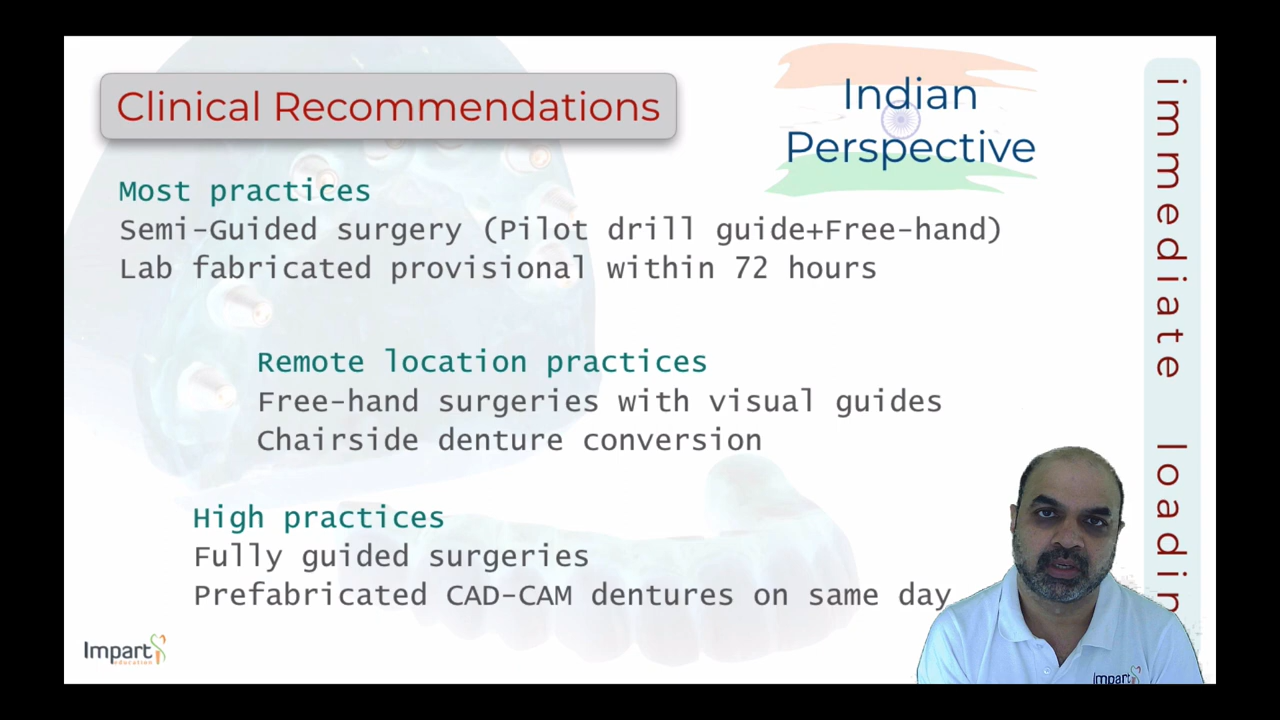 Clinical Recommendations
Indian
Perspective
Most practices
Semi-Guided surgery (Pilot drill guide+Free-hand)
Lab fabricated provisional within 72 hours
Remote location practices
Free-hand surgeries with visual guides
Chairside denture conversion
High practices
Fully guided surgeries
Prefabricated CAD-CAM dentures on same day
immediate loadin
Impart
education
Impart